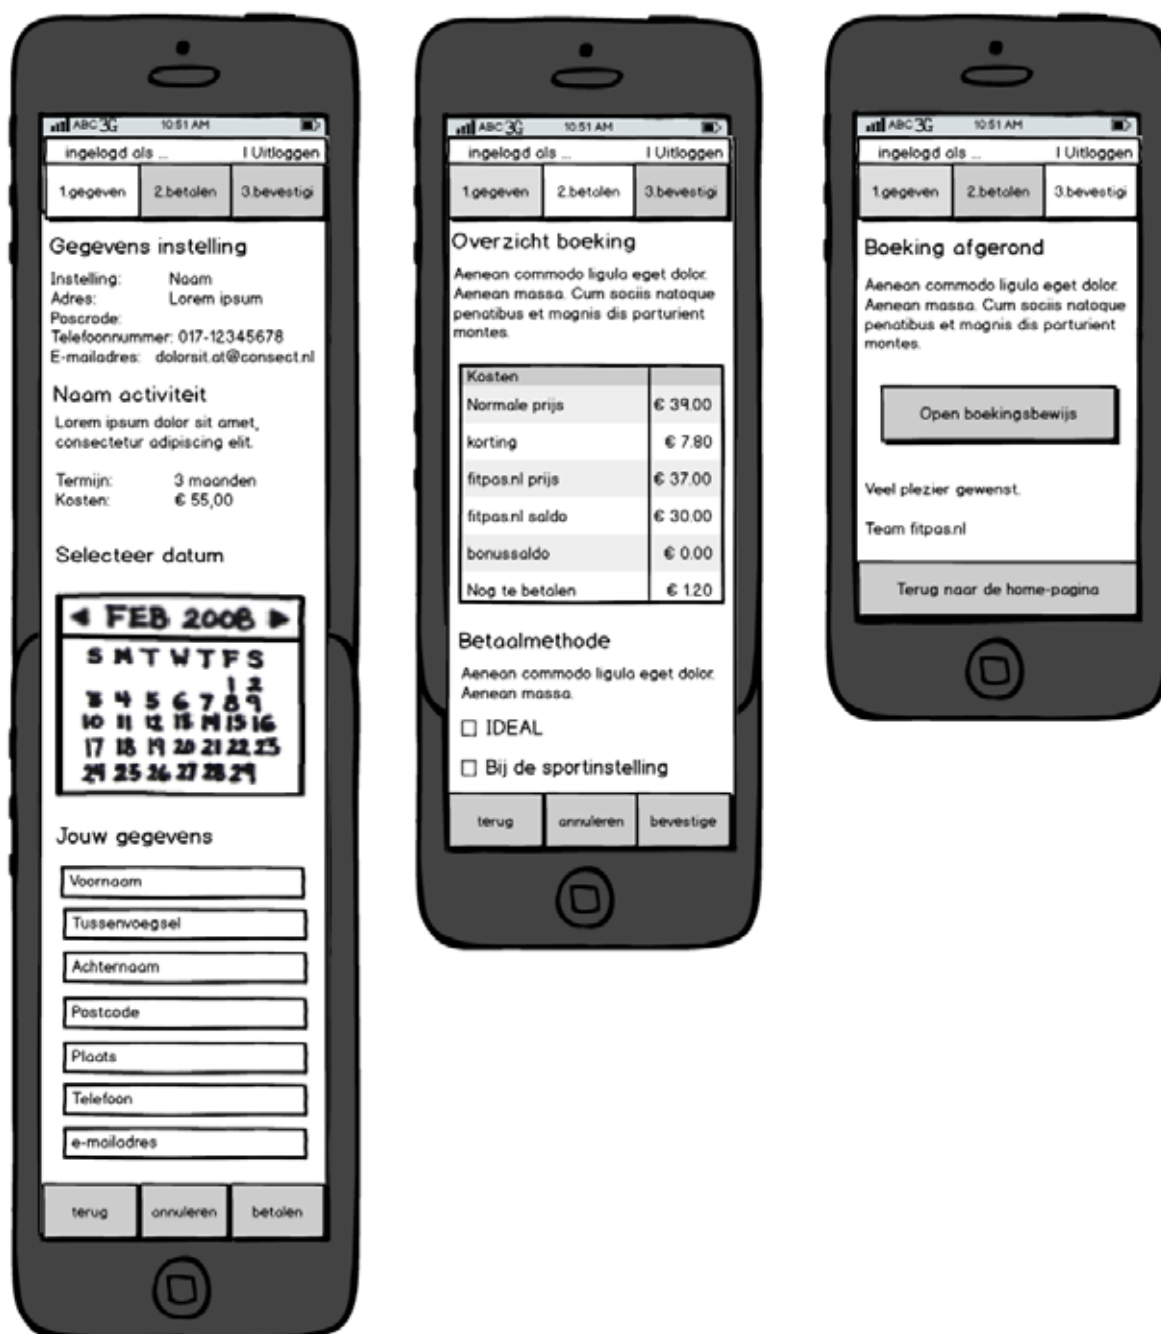 ABC 3G 10:51 AM
ingelogd als ... | Uitloggen
1.gegeven 2.betalen 3.bevestigi
Gegevens instelling
Instelling: Naam
Adres: Lorem ipsum
Poscrode:
Telefoonnummer: 017-12345678
E-mailadres: dolorsit.at@consect.nl
Naam activiteit
Lorem ipsum dolor sit amet,
consectetur adipiscing elit.
Termijn: 3 maanden
Kosten: € 55,00
Selecteer datum
FEB 2008
S M T W T F S
1 2
3 4 5 6 7 8 9
10 11 12 13 14 15 16
17 18 19 20 21 22 23
24 25 26 27 28 29
Jouw gegevens
Voornaam
Tussenvoegsel
Achternaam
Postcode
Plaats
Telefoon
e-mailadres
terug annuleren betalen
ABC 3G 10:51 AM
ingelogd als ... | Uitloggen
1.gegeven 2.betalen 3.bevestigi
Overzicht boeking
Aenean commodo ligula eget dolor.
Aenean massa. Cum sociis natoque
penatibus et magnis dis parturient
montes.
Kosten
Normale prijs € 39.00
korting € 7.80
fitpas.nl prijs € 37.00
fitpas.nl saldo € 30.00
bonussaldo € 0.00
Nog te betalen € 1.20
Betaalmethode
Aenean commodo ligula eget dolor.
Aenean massa.
IDEAL
Bij de sportinstelling
terug annuleren bevestige
ABC 3G 10:51 AM
ingelogd als ... | Uitloggen
1.gegeven 2.betalen 3.bevestigi
Boeking afgerond
Aenean commodo ligula eget dolor.
Aenean massa. Cum sociis natoque
penatibus et magnis dis parturient
montes.
Open boekingsbewijs
Veel plezier gewenst.
Team fitpas.nl
Terug naar de home-pagina